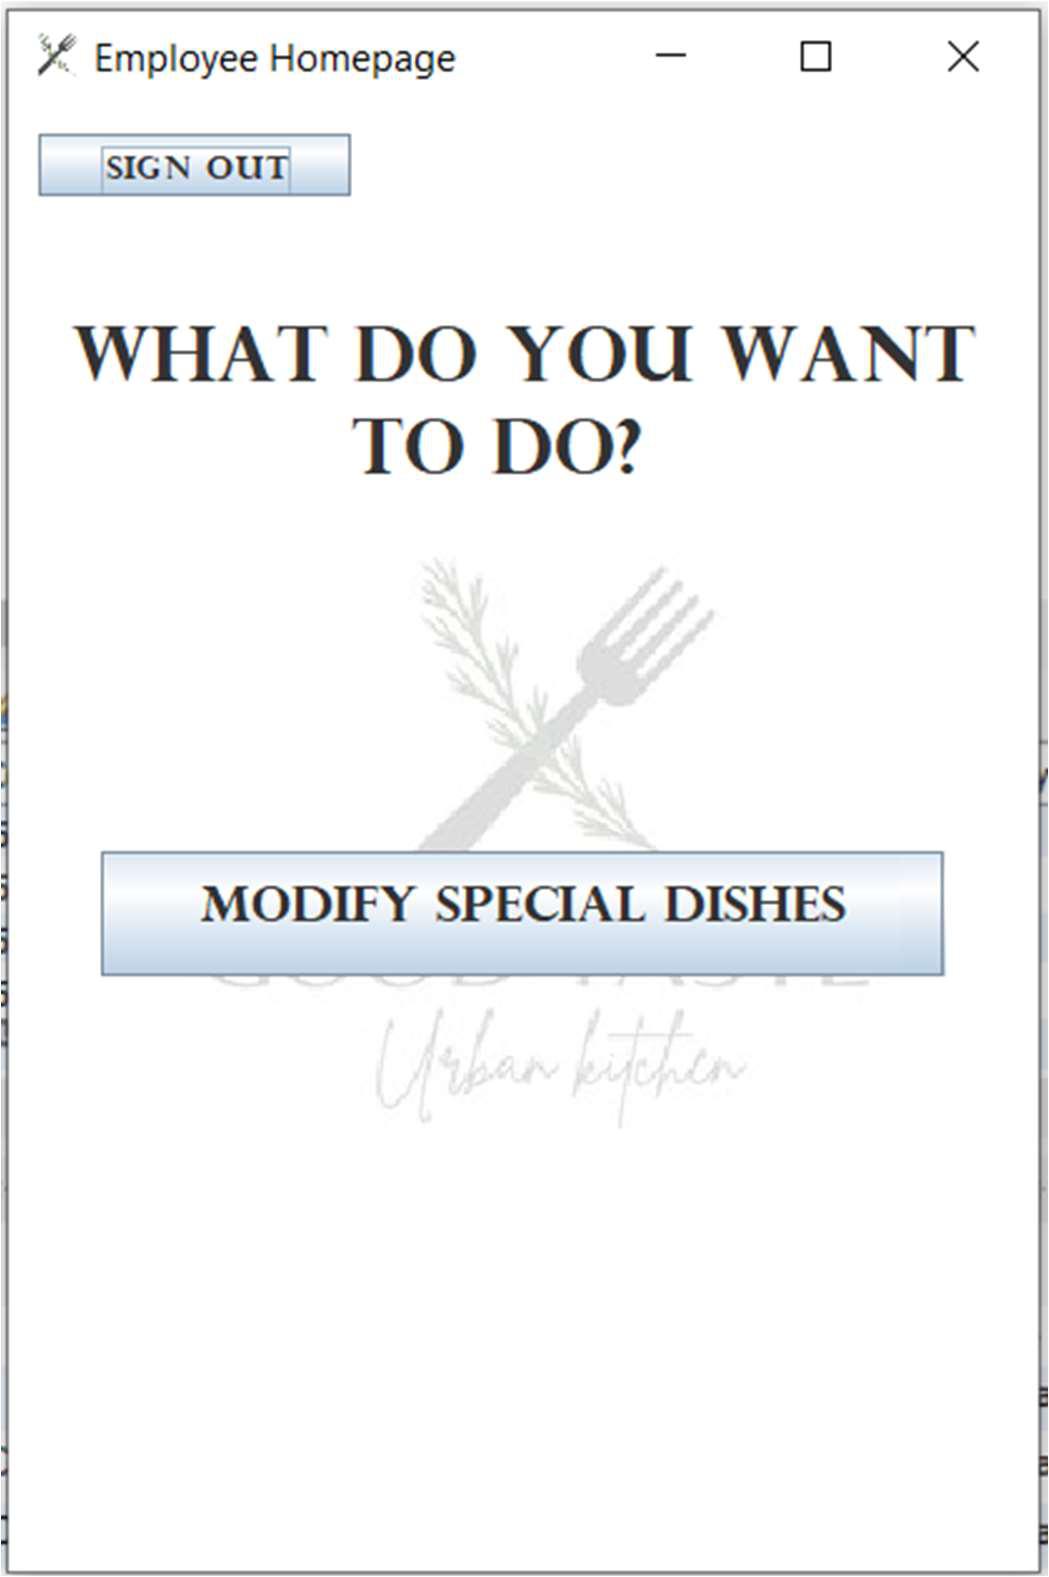 Employee Homepage
SIGN OUT
WHAT DO YOU WANT
TO DO?
MODIFY SPECIAL DISHES
GOOD TASTE
Urban kitchen